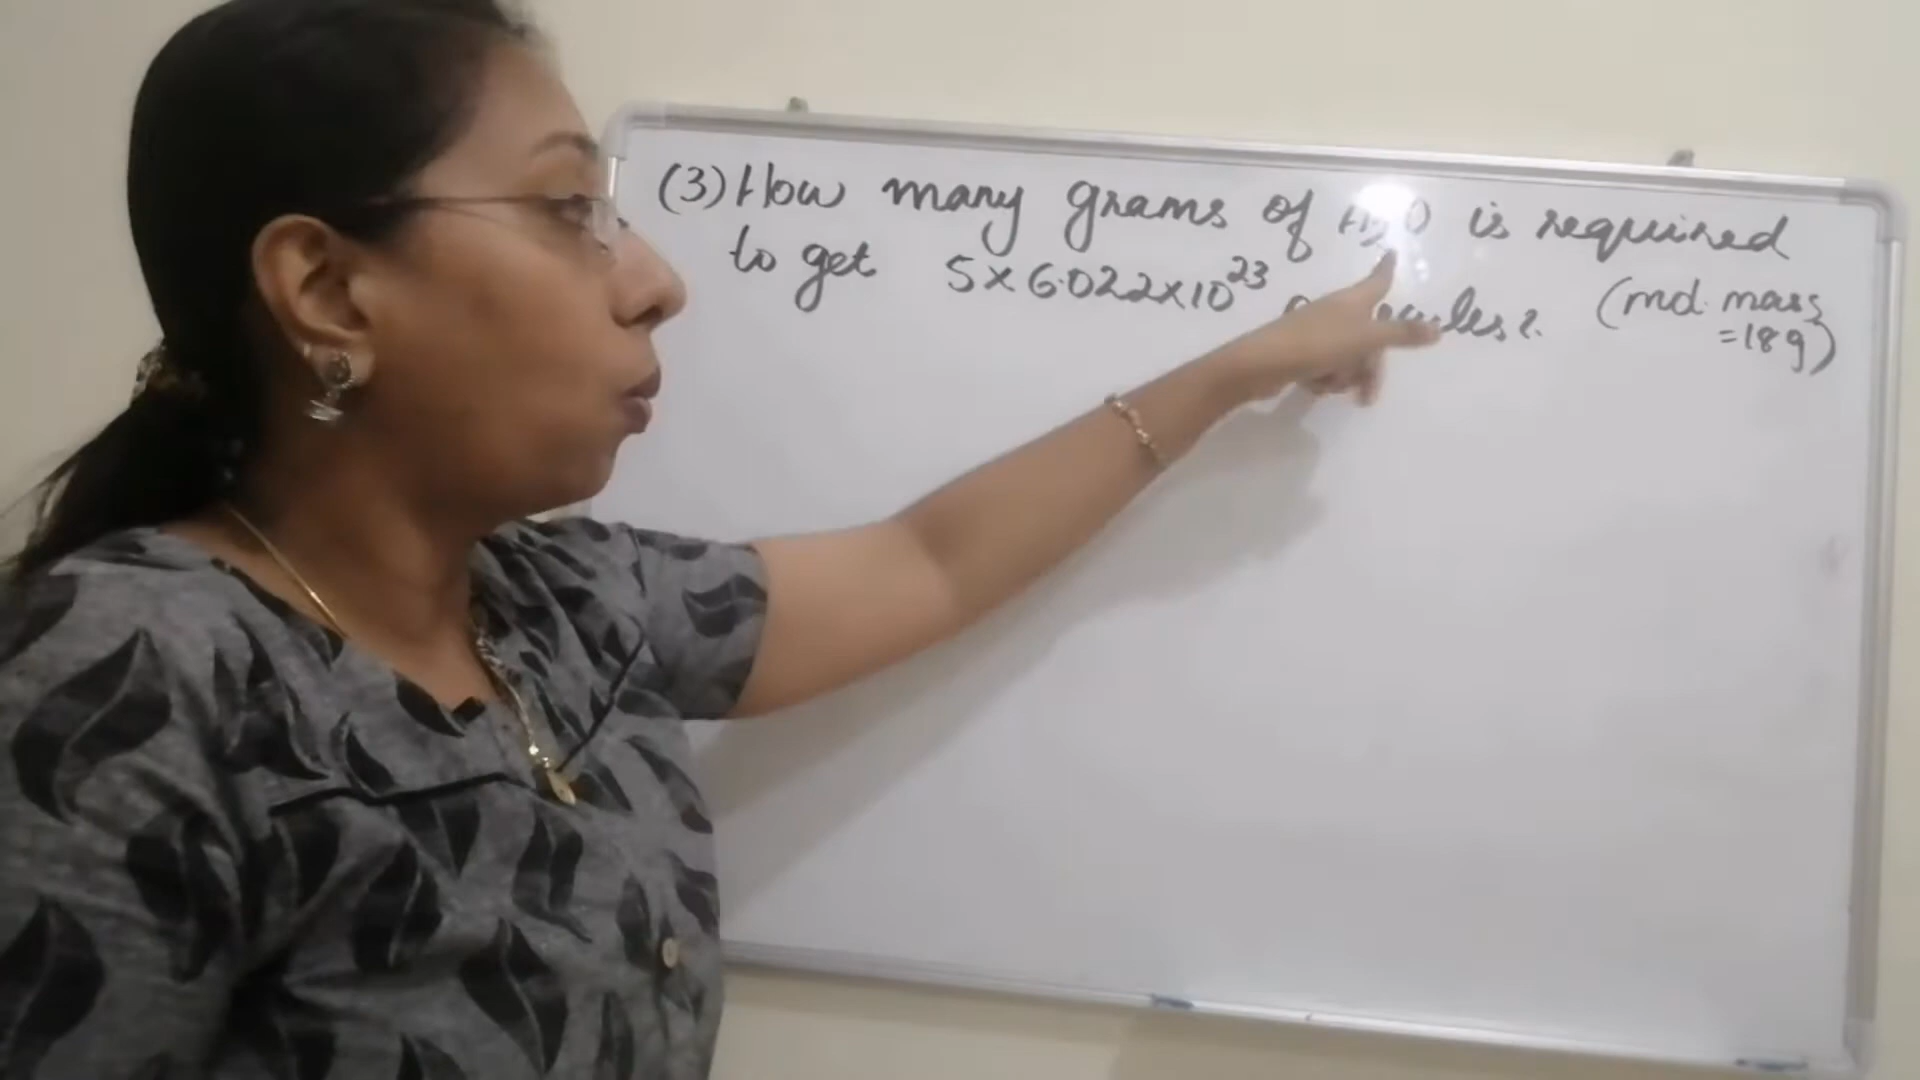 (3) How many grams of H₂O is required
to get 5×6.022×10²³ molecules? (mol. mass
=18g)